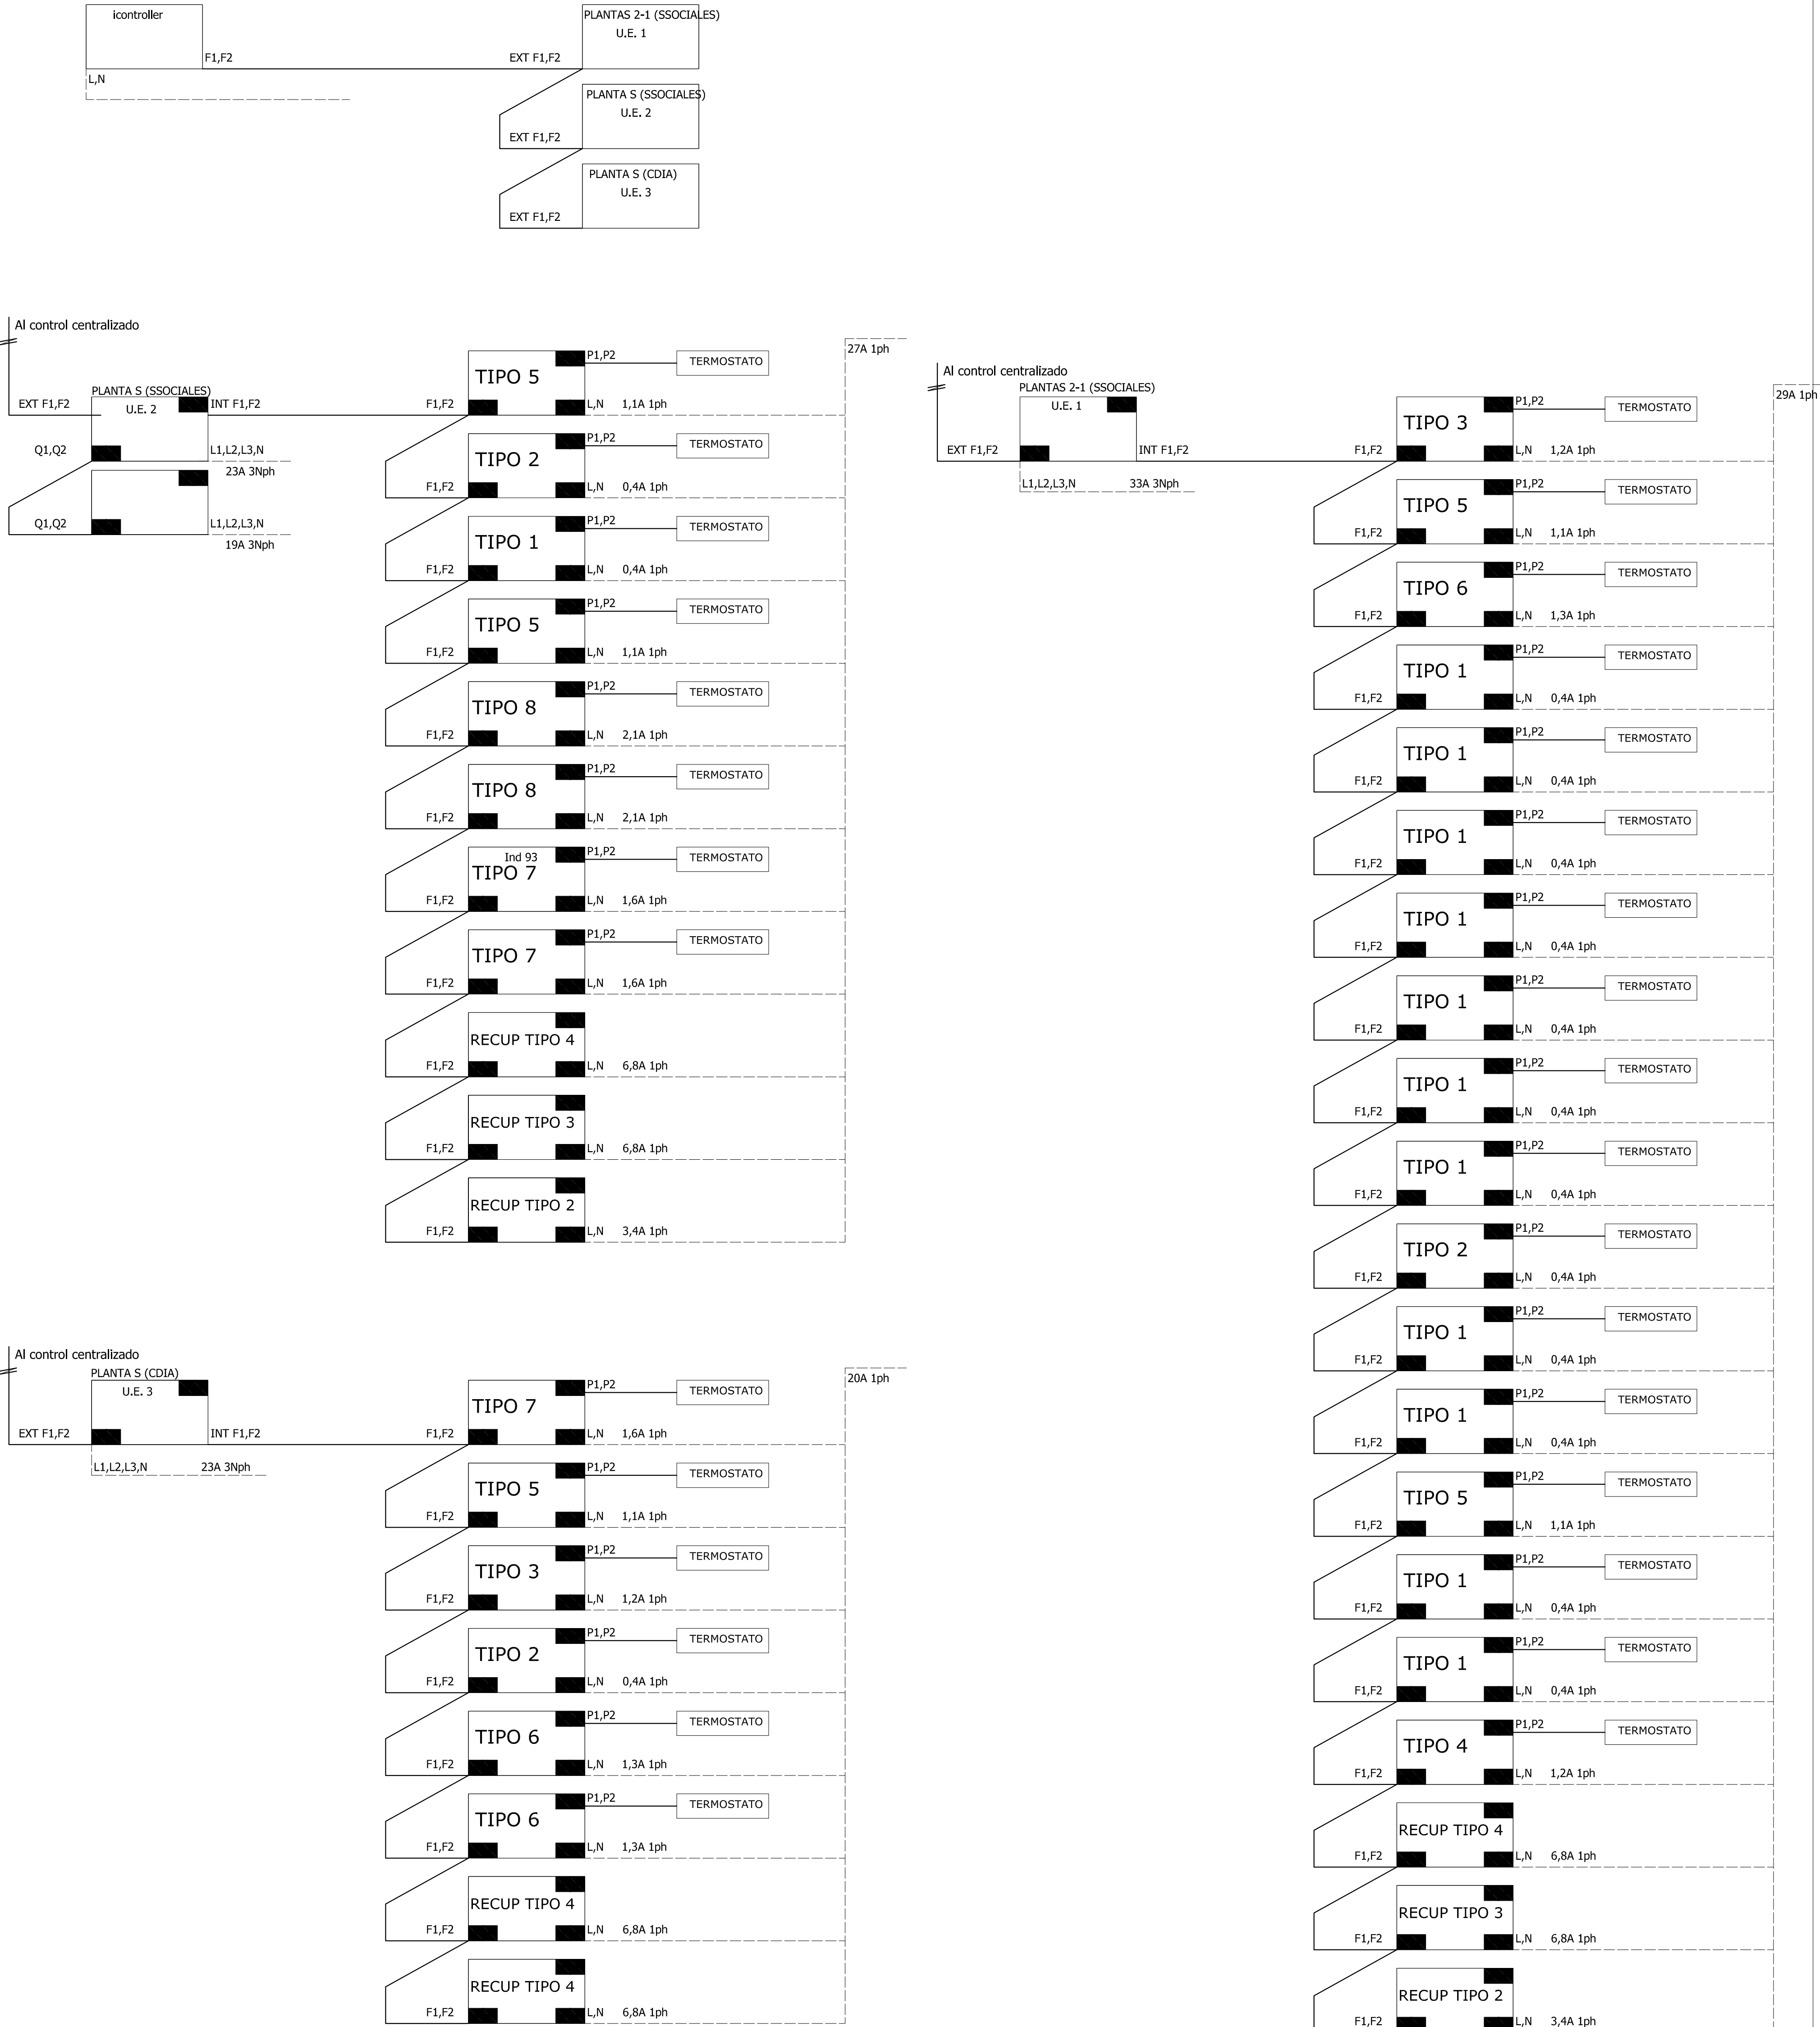 icontroller
F1,F2
L,N
EXT F1,F2
PLANTAS 2-1 (SSOCIALES)
U.E. 1
PLANTA S (SSOCIALES)
U.E. 2
EXT F1,F2
PLANTA S (CDIA)
U.E. 3
EXT F1,F2
Al control centralizado
PLANTA S (SSOCIALES)
EXT F1,F2
U.E. 2
INT F1,F2
Q1,Q2
L1,L2,L3,N
23A 3Nph
Q1,Q2
L1,L2,L3,N
19A 3Nph
27A 1ph
TIPO 5
P1,P2
TERMOSTATO
F1,F2
L,N 1,1A 1ph
TIPO 2
P1,P2
TERMOSTATO
F1,F2
L,N 0,4A 1ph
TIPO 1
P1,P2
TERMOSTATO
F1,F2
L,N 0,4A 1ph
TIPO 5
P1,P2
TERMOSTATO
F1,F2
L,N 1,1A 1ph
TIPO 8
P1,P2
TERMOSTATO
F1,F2
L,N 2,1A 1ph
TIPO 8
P1,P2
TERMOSTATO
F1,F2
L,N 2,1A 1ph
Ind 93
TIPO 7
P1,P2
TERMOSTATO
F1,F2
L,N 1,6A 1ph
TIPO 7
P1,P2
TERMOSTATO
F1,F2
L,N 1,6A 1ph
RECUP TIPO 4
F1,F2
L,N 6,8A 1ph
RECUP TIPO 3
F1,F2
L,N 6,8A 1ph
RECUP TIPO 2
F1,F2
L,N 3,4A 1ph
Al control centralizado
PLANTA S (CDIA)
U.E. 3
EXT F1,F2
INT F1,F2
L1,L2,L3,N
23A 3Nph
20A 1ph
TIPO 7
P1,P2
TERMOSTATO
F1,F2
L,N 1,6A 1ph
TIPO 5
P1,P2
TERMOSTATO
F1,F2
L,N 1,1A 1ph
TIPO 3
P1,P2
TERMOSTATO
F1,F2
L,N 1,2A 1ph
TIPO 2
P1,P2
TERMOSTATO
F1,F2
L,N 0,4A 1ph
TIPO 6
P1,P2
TERMOSTATO
F1,F2
L,N 1,3A 1ph
TIPO 6
P1,P2
TERMOSTATO
F1,F2
L,N 1,3A 1ph
RECUP TIPO 4
F1,F2
L,N 6,8A 1ph
RECUP TIPO 4
F1,F2
L,N 6,8A 1ph
Al control centralizado
PLANTAS 2-1 (SSOCIALES)
U.E. 1
EXT F1,F2
INT F1,F2
L1,L2,L3,N
33A 3Nph
29A 1ph
TIPO 3
P1,P2
TERMOSTATO
F1,F2
L,N 1,2A 1ph
TIPO 5
P1,P2
TERMOSTATO
F1,F2
L,N 1,1A 1ph
TIPO 6
P1,P2
TERMOSTATO
F1,F2
L,N 1,3A 1ph
TIPO 1
P1,P2
TERMOSTATO
F1,F2
L,N 0,4A 1ph
TIPO 1
P1,P2
TERMOSTATO
F1,F2
L,N 0,4A 1ph
TIPO 1
P1,P2
TERMOSTATO
F1,F2
L,N 0,4A 1ph
TIPO 1
P1,P2
TERMOSTATO
F1,F2
L,N 0,4A 1ph
TIPO 1
P1,P2
TERMOSTATO
F1,F2
L,N 0,4A 1ph
TIPO 1
P1,P2
TERMOSTATO
F1,F2
L,N 0,4A 1ph
TIPO 1
P1,P2
TERMOSTATO
F1,F2
L,N 0,4A 1ph
TIPO 2
P1,P2
TERMOSTATO
F1,F2
L,N 0,4A 1ph
TIPO 1
P1,P2
TERMOSTATO
F1,F2
L,N 0,4A 1ph
TIPO 1
P1,P2
TERMOSTATO
F1,F2
L,N 0,4A 1ph
TIPO 5
P1,P2
TERMOSTATO
F1,F2
L,N 1,1A 1ph
TIPO 1
P1,P2
TERMOSTATO
F1,F2
L,N 0,4A 1ph
TIPO 1
P1,P2
TERMOSTATO
F1,F2
L,N 0,4A 1ph
TIPO 4
P1,P2
TERMOSTATO
F1,F2
L,N 1,2A 1ph
RECUP TIPO 4
F1,F2
L,N 6,8A 1ph
RECUP TIPO 3
F1,F2
L,N 6,8A 1ph
RECUP TIPO 2
F1,F2
L,N 3,4A 1ph